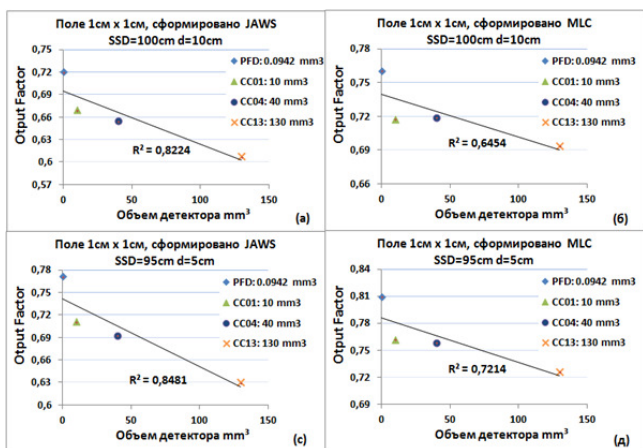 Поле 1см x 1см, сформировано JAWS
SSD=100cm d=10cm
0,75
0,72
0,69
0,66
0,63
0,6
0,57
Otput Factor
PFD: 0.0942 mm3
CC01: 10 mm3
CC04: 40 mm3
CC13: 130 mm3
R² = 0,8224
0
50
100
150
Объем детектора mm³
(a)
Поле 1см x 1см, сформировано MLC
SSD=100cm d=10cm
0,78
0,75
0,72
0,69
0,66
Otput Factor
PFD: 0.0942 mm3
CC01: 10 mm3
CC04: 40 mm3
CC13: 130 mm3
R² = 0,6454
0
50
100
150
Объем детектора mm³
(б)
Поле 1см x 1см, сформировано JAWS
SSD=95cm d=5cm
0,78
0,75
0,72
0,69
0,66
0,63
0,6
Otput Factor
PFD: 0.0942 mm3
CC01: 10 mm3
CC04: 40 mm3
CC13: 130 mm3
R² = 0,8481
0
50
100
150
Объем детектора mm³
(c)
Поле 1см x 1см, сформировано MLC
SSD=95cm d=5cm
0,84
0,81
0,78
0,75
0,72
0,69
Otput Factor
PFD: 0.0942 mm3
CC01: 10 mm3
CC04: 40 mm3
CC13: 130 mm3
R² = 0,7214
0
50
100
150
Объем детектора mm³
(д)